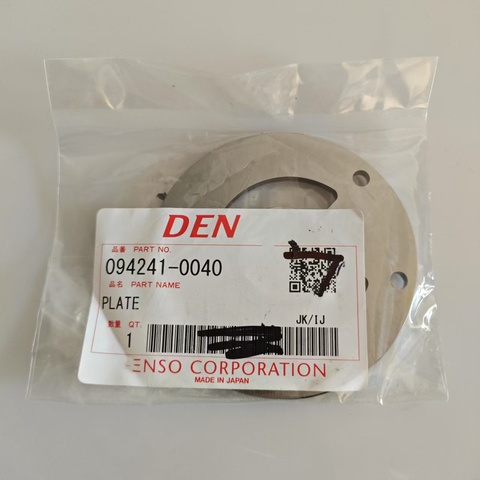 DEN
品番 PART NO.
094241-0040
品名 PART NAME
PLATE
数量 QT.
JK/IJ
1
ENSO CORPORATION
MADE IN JAPAN